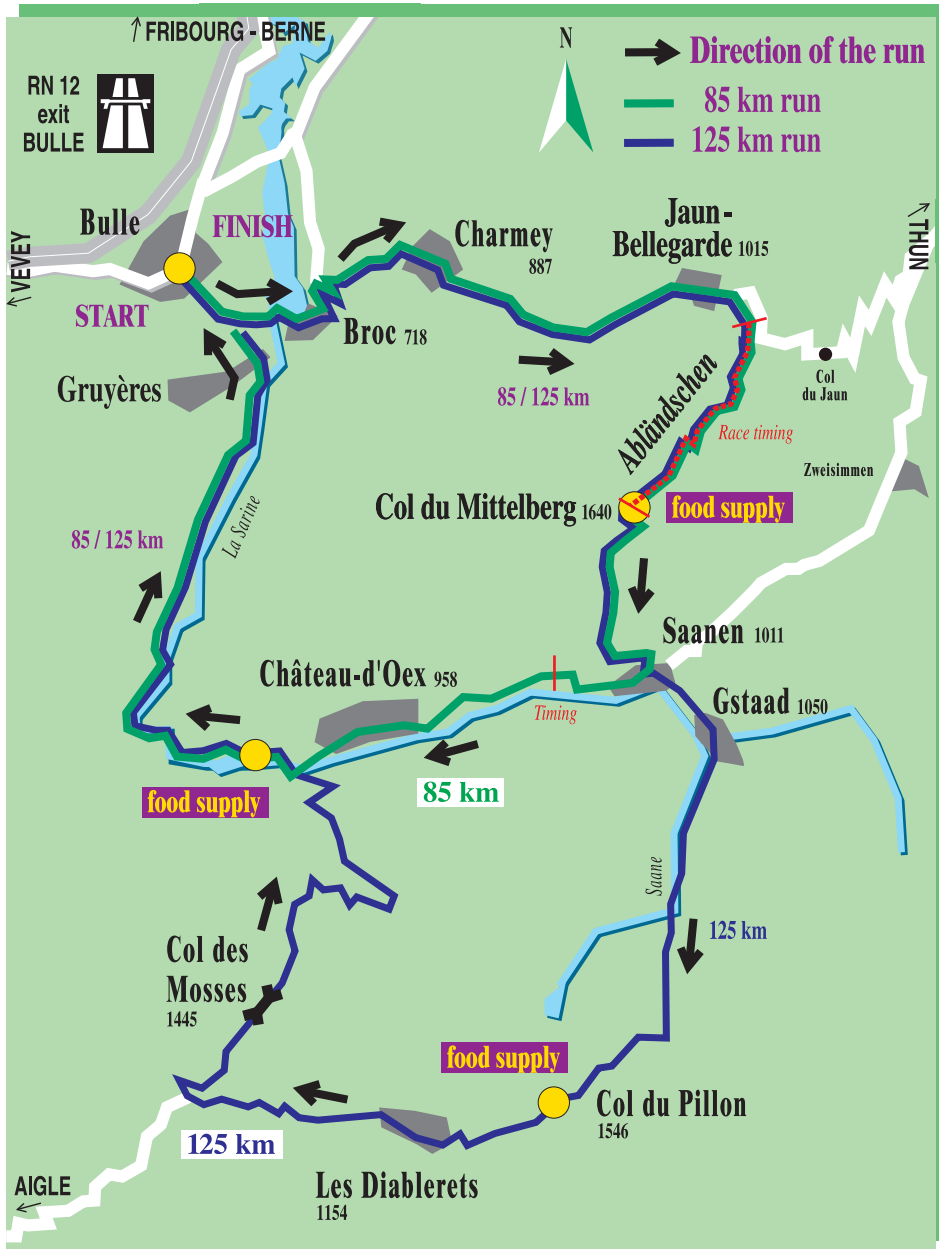 FRIBOURG - BERNE
N
Direction of the run
RN 12
exit
BULLE
85 km run
125 km run
Bulle
FINISH
Charmey
887
Jaun-
Bellegarde 1015
THUN
VEVEY
START
Broc 718
Gruyères
85 / 125 km
Col
du Jaun
Abländschen
Race timing
Zweisimmen
Col du Mittelberg 1640
food supply
La Sarine
85 / 125 km
Saanen 1011
Château-d'Oex 958
Timing
Gstaad 1050
85 km
food supply
Saane
125 km
Col des
Mosses
1445
food supply
Col du Pillon
1546
125 km
Les Diablerets
1154
AIGLE